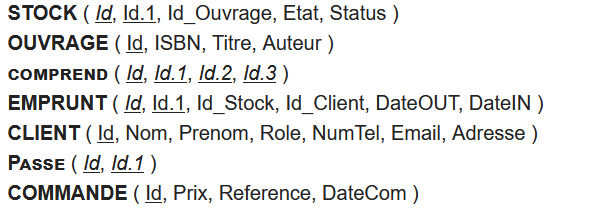 STOCK ( Id, Id.1, Id_Ouvrage, Etat, Status )
OUVRAGE ( Id, ISBN, Titre, Auteur )
COMPREND ( Id, Id.1, Id.2, Id.3 )
EMPRUNT ( Id, Id.1, Id_Stock, Id_Client, DateOUT, DateIN )
CLIENT ( Id, Nom, Prenom, Role, NumTel, Email, Adresse )
PASSE ( Id, Id.1 )
COMMANDE ( Id, Prix, Reference, DateCom )